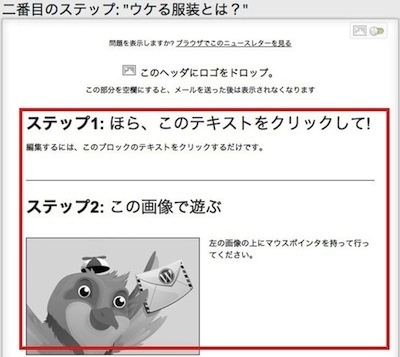 二番目のステップ: "ウケる服装とは？"
問題を表示しますか? ブラウザでこのニュースレターを見る
このヘッダにロゴをドロップ。
この部分を空欄にすると、メールを送った後は表示されなくなります
ステップ1: ほら、このテキストをクリックして!
編集するには、このブロックのテキストをクリックするだけです。
ステップ2: この画像で遊ぶ
左の画像の上にマウスポインタを持って行っ
てください。